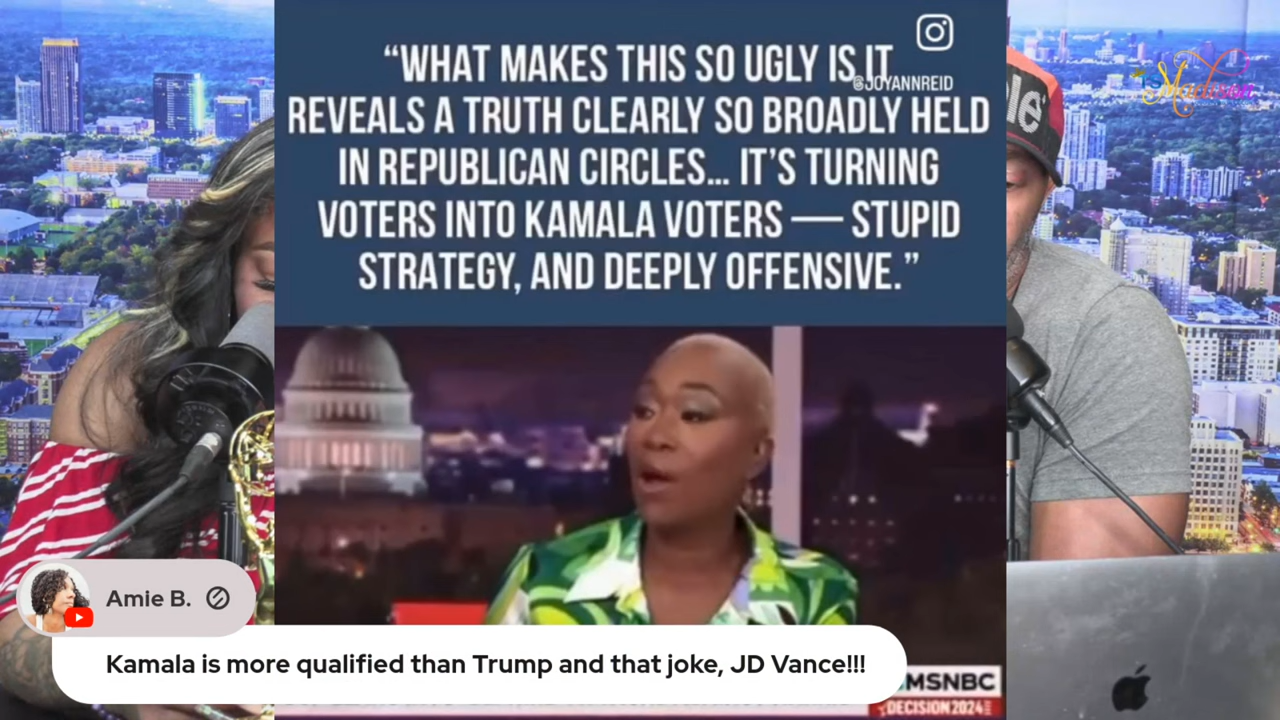 “WHAT MAKES THIS SO UGLY IS IT
@JOYANNREID
REVEALS A TRUTH CLEARLY SO BROADLY HELD
IN REPUBLICAN CIRCLES... IT’S TURNING
VOTERS INTO KAMALA VOTERS — STUPID
STRATEGY, AND DEEPLY OFFENSIVE.”
Madison
Amie B.
Kamala is more qualified than Trump and that joke, JD Vance!!!
MSNBC
DECISION 2024